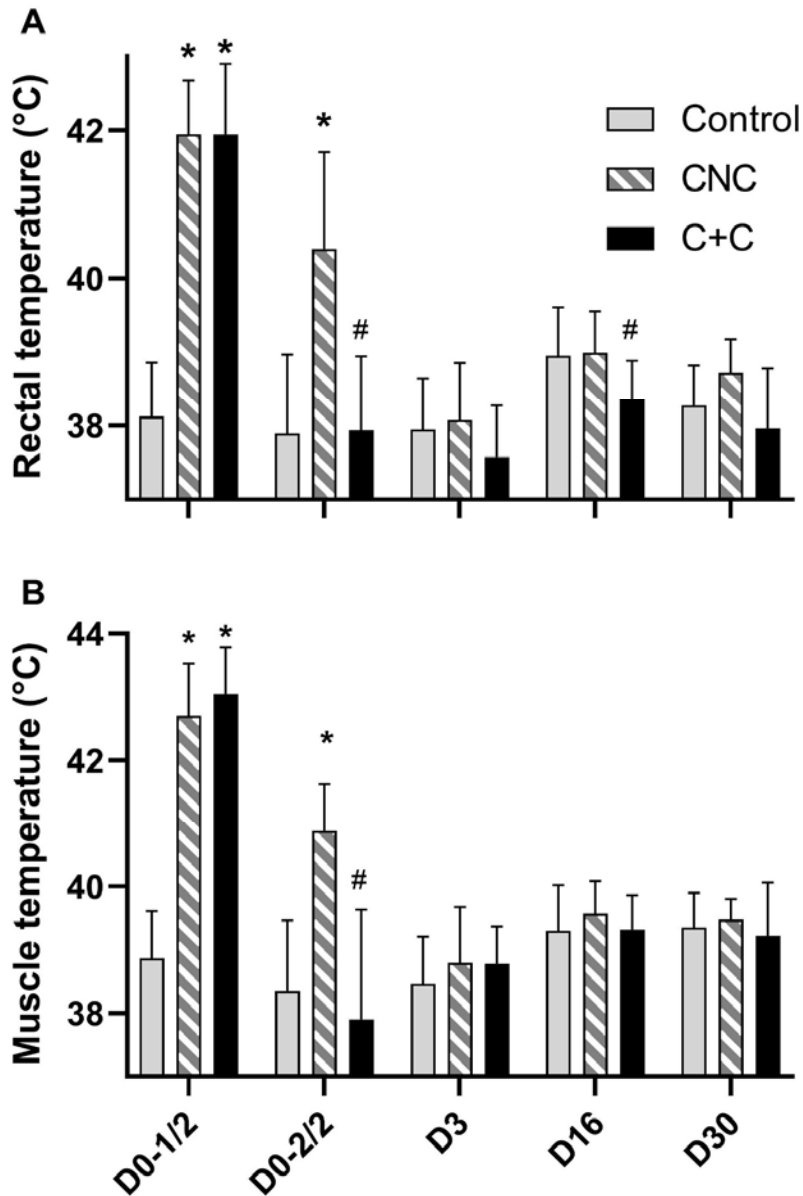 A
Rectal temperature (°C)
42
40
38
* *
*
#
#
Control
CNC
C+C
B
Muscle temperature (°C)
44
42
40
38
* *
*
#
D0-1/2
D0-2/2
D3
D16
D30